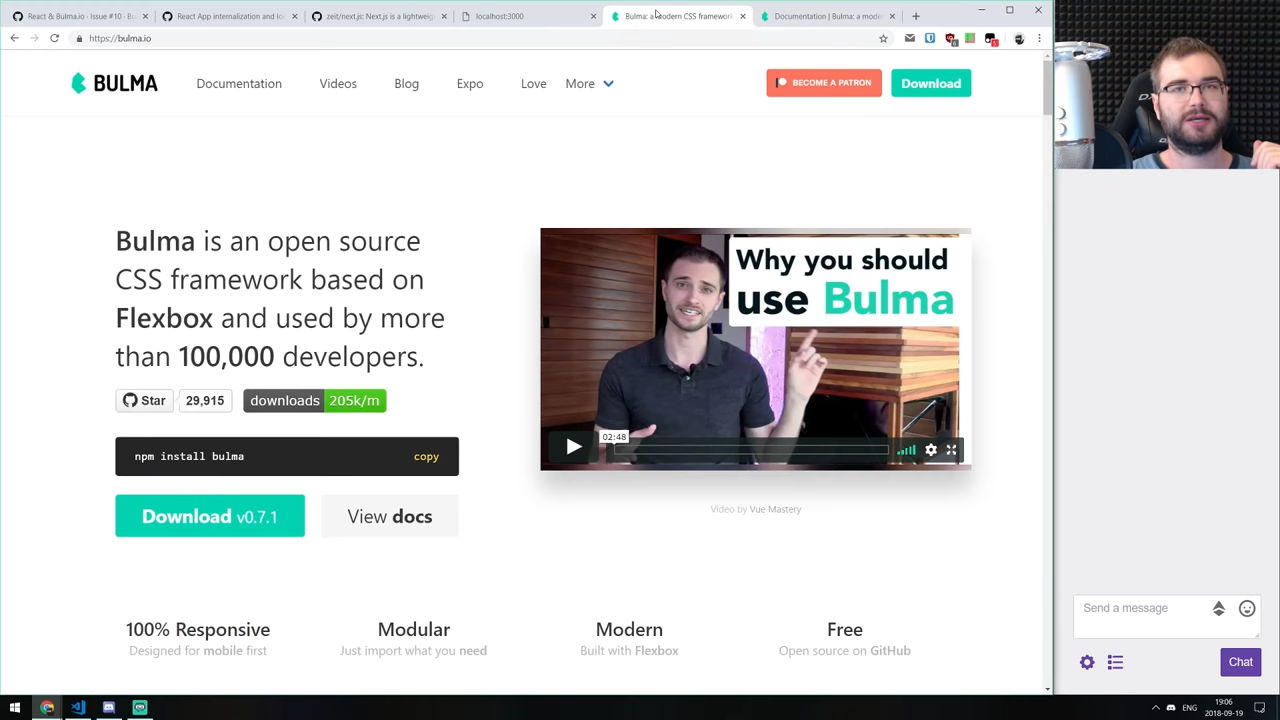 React & Bulma.io · Issue #10 · Bu
React App internalization and lo
zeit/next.js: Next.js is a lightweig
localhost:3000
Bulma: a modern CSS framework
Documentation | Bulma: a mode
https://bulma.io
BULMA
Documentation
Videos
Blog
Expo
Love
More
BECOME A PATRON
Download
Bulma is an open source
CSS framework based on
Flexbox and used by more
than 100,000 developers.
Star
29,915
downloads 205k/m
npm install bulma
copy
Download v0.7.1
View docs
Why you should
use Bulma
02:48
Video by Vue Mastery
100% Responsive
Designed for mobile first
Modular
Just import what you need
Modern
Built with Flexbox
Free
Open source on GitHub
Send a message
Chat
ENG
19:06
2018-09-19